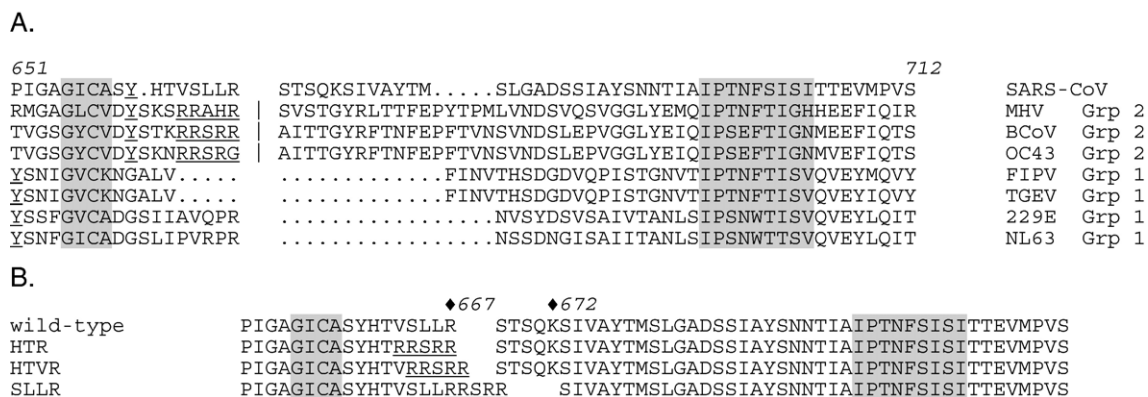 A.
651 712
PIGAGICASY.HTVSLLR STSQKSIVAYTM.....SLGADSSIAYSNNTIAIPTNFSISITTEVMPVS SARS-CoV
RMGAGLCVDYSKSRRAHR | SVSTGYRLTTFEPYTPMLVNDSVQSVGGLYEMQIPTNFTIGHHEEFIQIR MHV Grp 2
TVGSGYCVDYSTKRRSRR | AITTGYRFTNFEPFTVNSVNDSLEPVGGLYEIQIPSEFTIGNMEEFIQTS BCoV Grp 2
TVGSGYCVDYSKNRRSRG | AITTGYRFTNFEPFTVNSVNDSLEPVGGLYEIQIPSEFTIGNMVEFIQTS OC43 Grp 2
YSNIGVCKNGALV..... .............FINVTHSDGDVQPISTGNVTIPTNFTISVQVEYMQVY FIPV Grp 1
YSNIGVCKNGALV..... .............FINVTHSDGDVQPISTGNVTIPTNFTISVQVEYIQVY TGEV Grp 1
YSSFGVCADGSIIAVQPR .................NVSYDSVSAIVTANLSIPSNWTISVQVEYLQIT 229E Grp 1
YSNFGICADGSLIPVRPR .................NSSDNGISAIITANLSIPSNWTTSVQVEYLQIT NL63 Grp 1
B.
♦667 ♦672
wild-type PIGAGICASYHTVSLLR STSQKSIVAYTMSLGADSSIAYSNNTIAIPTNFSISITTEVMPVS
HTR PIGAGICASYHTRRSRR STSQKSIVAYTMSLGADSSIAYSNNTIAIPTNFSISITTEVMPVS
HTVR PIGAGICASYHTVRRSRR STSQKSIVAYTMSLGADSSIAYSNNTIAIPTNFSISITTEVMPVS
SLLR PIGAGICASYHTVSLLRRSRR SIVAYTMSLGADSSIAYSNNTIAIPTNFSISITTEVMPVS